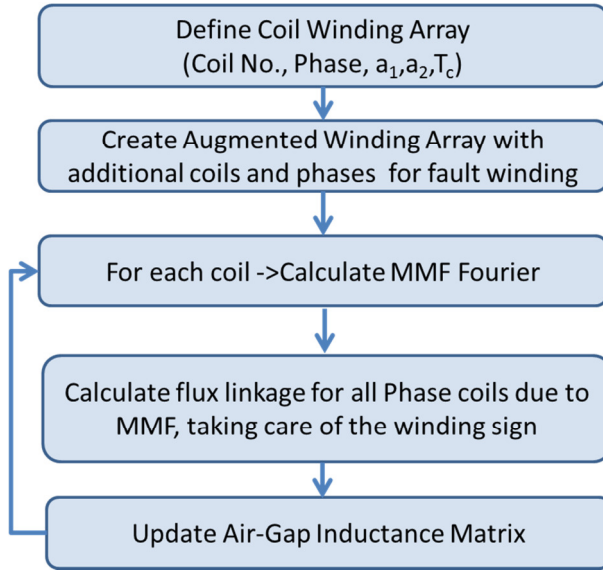 Define Coil Winding Array
(Coil No., Phase, a₁,a₂,T꜀)
Create Augmented Winding Array with
additional coils and phases for fault winding
For each coil ->Calculate MMF Fourier
Calculate flux linkage for all Phase coils due to
MMF, taking care of the winding sign
Update Air-Gap Inductance Matrix